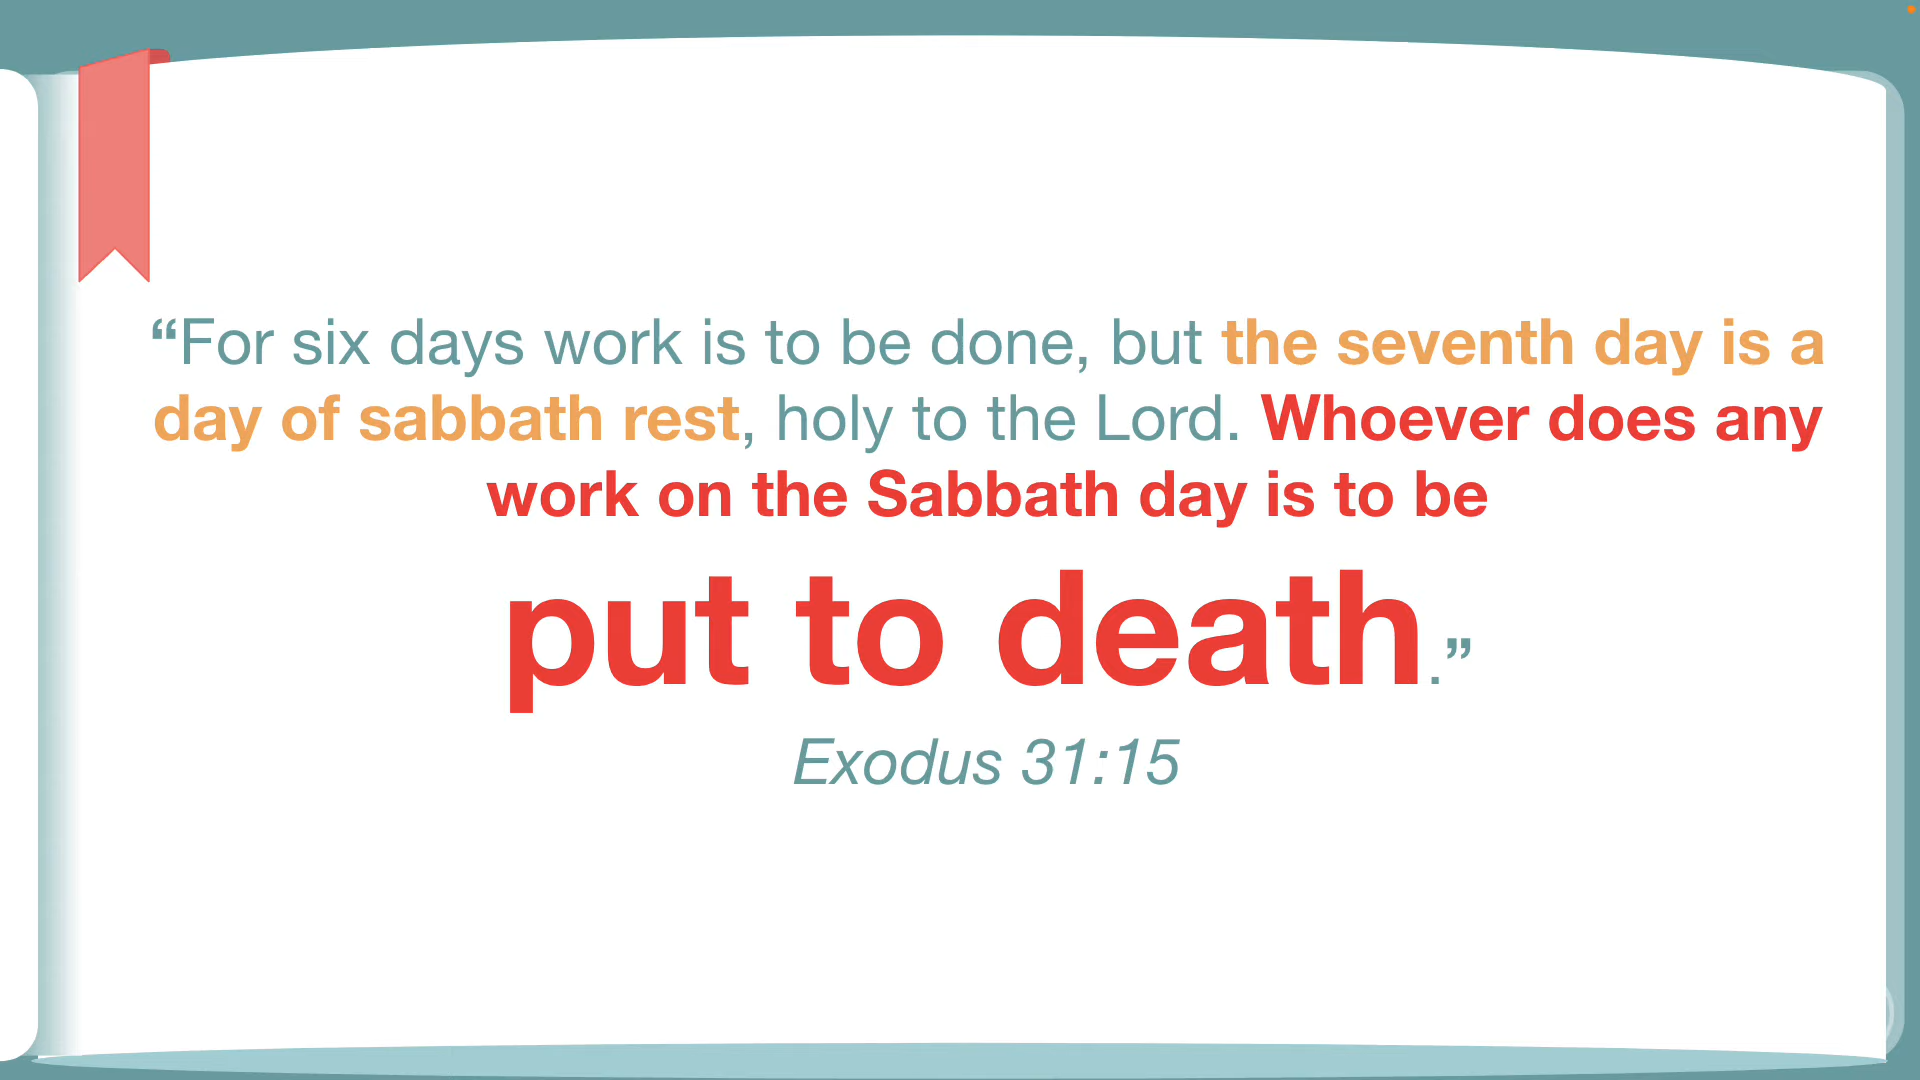 “For six days work is to be done, but the seventh day is a
day of sabbath rest, holy to the Lord. Whoever does any
work on the Sabbath day is to be
put to death.”
Exodus 31:15